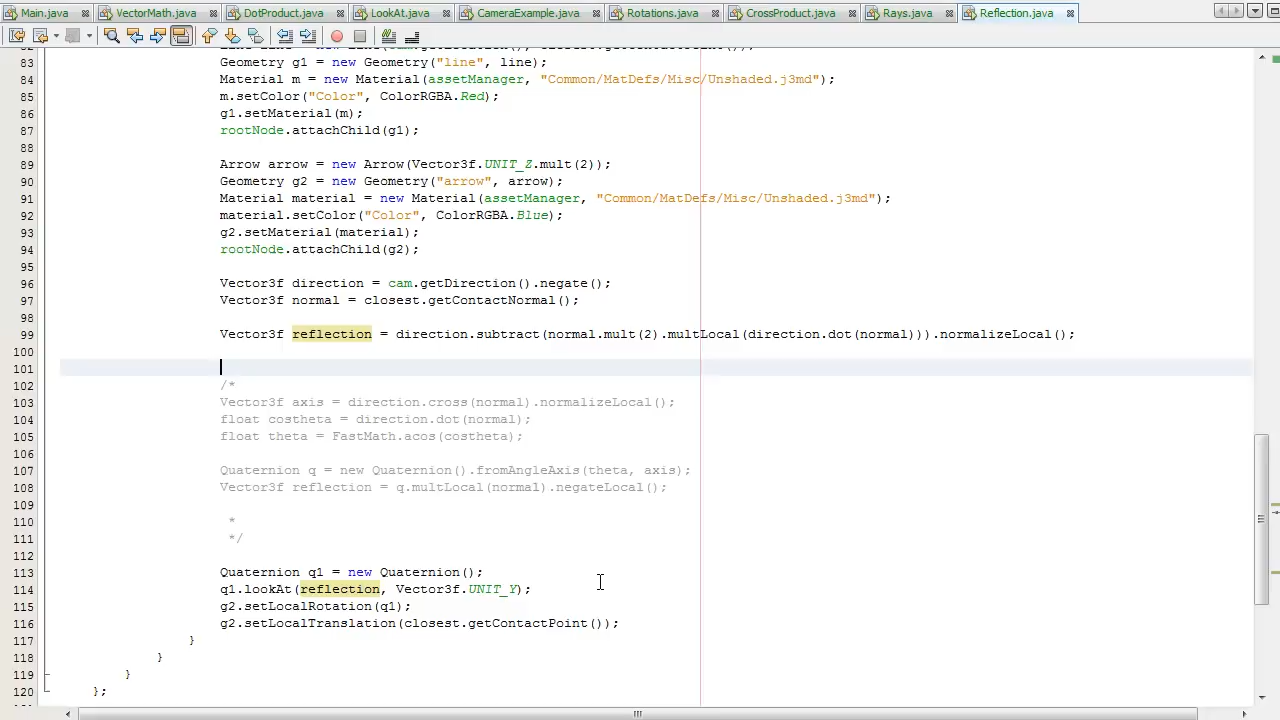 Main.java VectorMath.java DotProduct.java LookAt.java CameraExample.java Rotations.java CrossProduct.java Rays.java Reflection.java
83 Geometry g1 = new Geometry("line", line);
84 Material m = new Material(assetManager, "Common/MatDefs/Misc/Unshaded.j3md");
85 m.setColor("Color", ColorRGBA.Red);
86 g1.setMaterial(m);
87 rootNode.attachChild(g1);
88
89 Arrow arrow = new Arrow(Vector3f.UNIT_Z.mult(2));
90 Geometry g2 = new Geometry("arrow", arrow);
91 Material material = new Material(assetManager, "Common/MatDefs/Misc/Unshaded.j3md");
92 material.setColor("Color", ColorRGBA.Blue);
93 g2.setMaterial(material);
94 rootNode.attachChild(g2);
95
96 Vector3f direction = cam.getDirection().negate();
97 Vector3f normal = closest.getContactNormal();
98
99 Vector3f reflection = direction.subtract(normal.mult(2).multLocal(direction.dot(normal))).normalizeLocal();
100
101
102 /*
103 Vector3f axis = direction.cross(normal).normalizeLocal();
104 float costheta = direction.dot(normal);
105 float theta = FastMath.acos(costheta);
106
107 Quaternion q = new Quaternion().fromAngleAxis(theta, axis);
108 Vector3f reflection = q.multLocal(normal).negateLocal();
109
110 *
111 */
112
113 Quaternion q1 = new Quaternion();
114 q1.lookAt(reflection, Vector3f.UNIT_Y);
115 g2.setLocalRotation(q1);
116 g2.setLocalTranslation(closest.getContactPoint());
117 }
118 }
119 }
120 };